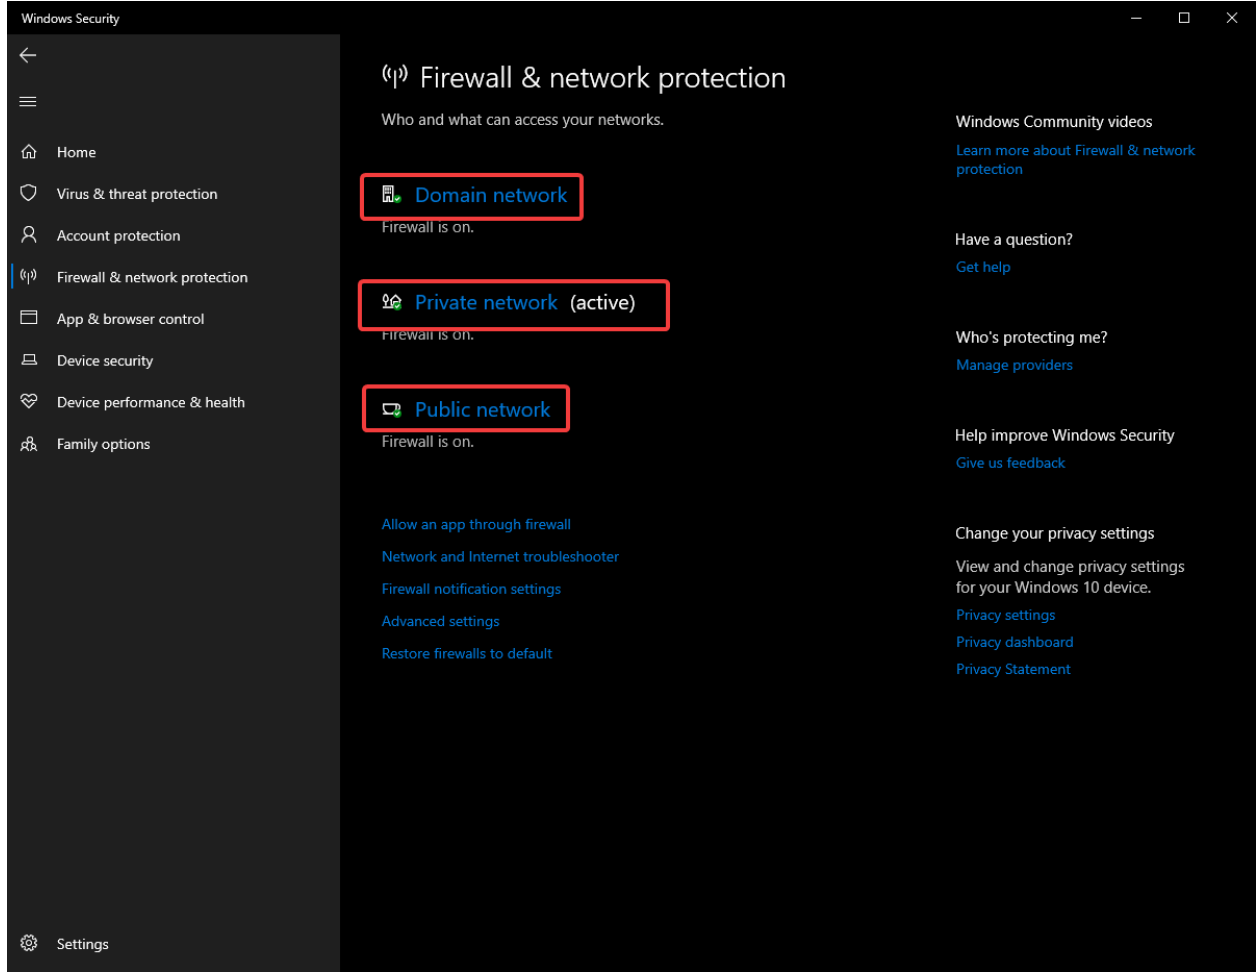 Windows Security
Home
Virus & threat protection
Account protection
Firewall & network protection
App & browser control
Device security
Device performance & health
Family options
Settings
Firewall & network protection
Who and what can access your networks.
Domain network
Firewall is on.
Private network (active)
Firewall is on.
Public network
Firewall is on.
Allow an app through firewall
Network and Internet troubleshooter
Firewall notification settings
Advanced settings
Restore firewalls to default
Windows Community videos
Learn more about Firewall & network
protection
Have a question?
Get help
Who's protecting me?
Manage providers
Help improve Windows Security
Give us feedback
Change your privacy settings
View and change privacy settings
for your Windows 10 device.
Privacy settings
Privacy dashboard
Privacy Statement